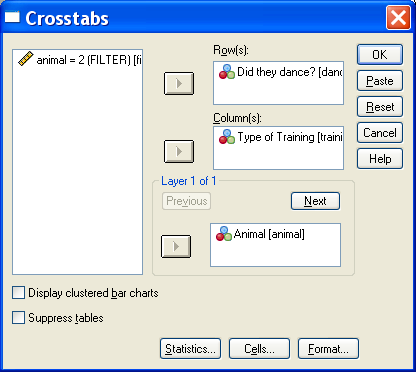 Crosstabs
animal = 2 (FILTER) [fi
Row(s):
Did they dance? [danc
Column(s):
Type of Training [traini
Layer 1 of 1
Previous
Next
Animal [animal]
OK
Paste
Reset
Cancel
Help
Display clustered bar charts
Suppress tables
Statistics...
Cells...
Format...